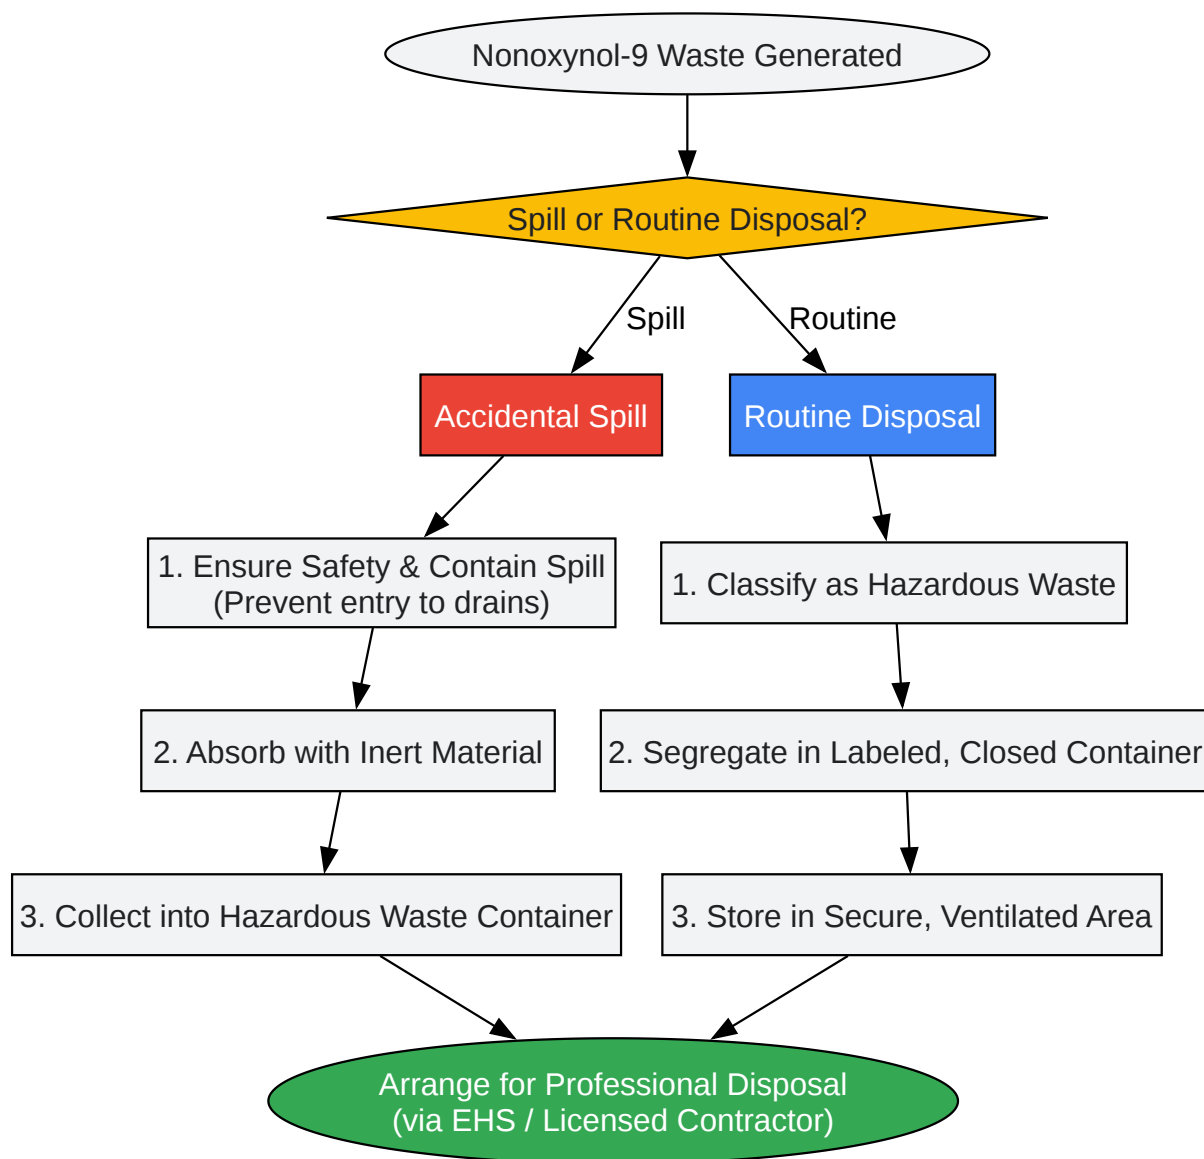 Nonoxynol-9 Waste Generated
Spill or Routine Disposal?
Spill
Routine
Accidental Spill
Routine Disposal
1. Ensure Safety & Contain Spill
(Prevent entry to drains)
1. Classify as Hazardous Waste
2. Absorb with Inert Material
2. Segregate in Labeled, Closed Container
3. Collect into Hazardous Waste Container
3. Store in Secure, Ventilated Area
Arrange for Professional Disposal
(via EHS / Licensed Contractor)